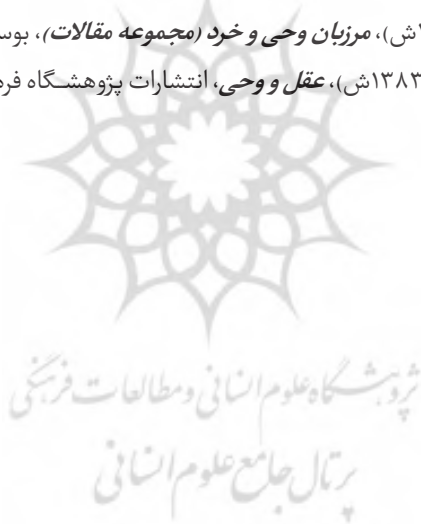 ش)، مرزبان وحی و خرد (مجموعه مقالات)، بوس
۱۳۸۳ش)، عقل و وحی، انتشارات پژوهشگاه فره
پژوهشگاه علوم انسانی و مطالعات فرهنگی
پرتال جامع علوم انسانی